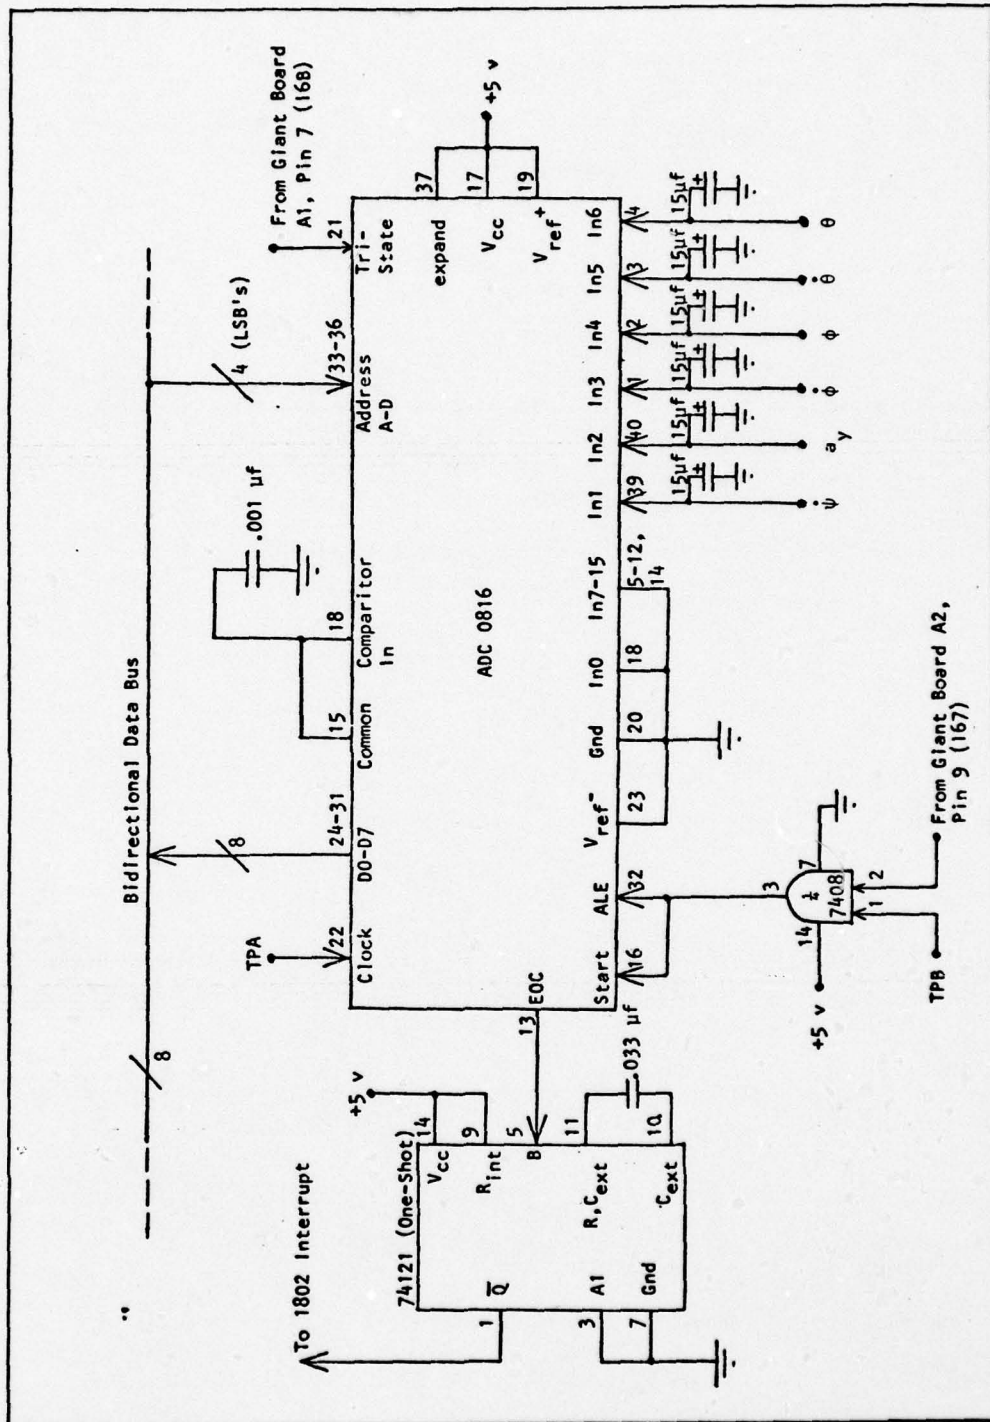 Bidirectional Data Bus
8
From Giant Board
A1, Pin 7 (168)
TPA
8
4 (LSB's)
.001 µf
22
24-31
15
18
33-36
21
Clock
D0-D7
Common
Comparitor
In
Address
A-D
Tri-
State
To 1802 Interrupt
74121 (One-Shot)
+5 v
14
Vcc
9
R int
5
B
11
R,C ext
10
C ext
.033 µf
1
Q̅
3
A1
7
Gnd
13
EOC
ADC 0816
expand
37
Vcc
17
Vref+
19
+5 v
Start
ALE
Vref-
Gnd
In0
In7-15
In1
In2
In3
In4
In5
In6
16
32
23
20
18
5-12,
14
39
40
1
2
3
4
15µf
15µf
15µf
15µf
15µf
15µf
+
+
+
+
+
+
ψ̇
a y
φ̇
φ
θ̇
θ
+5 v
14
3
7
7408
1
2
TPB
From Giant Board A2,
Pin 9 (167)